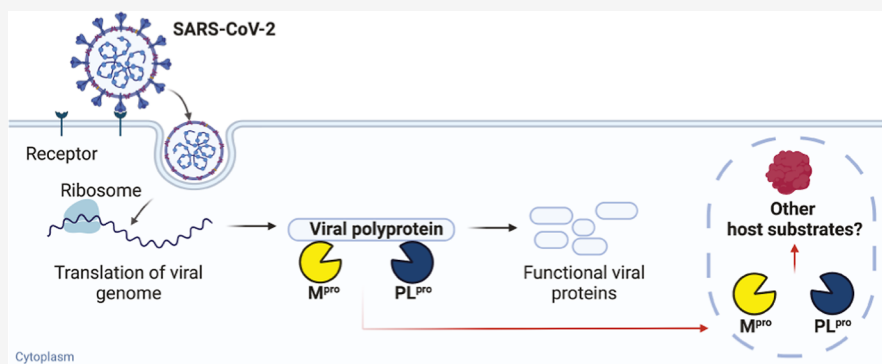 SARS-CoV-2
Receptor
Ribosome
Translation of viral
genome
Viral polyprotein
Mpro
PLpro
Functional viral
proteins
Other
host substrates?
Mpro
PLpro
Cytoplasm